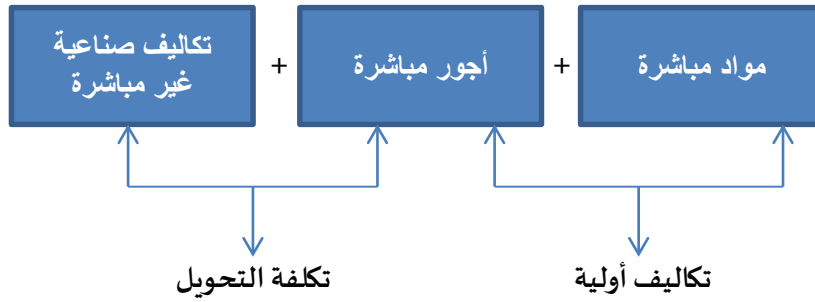 مواد مباشرة
+
أجور مباشرة
+
تكاليف صناعية
غير مباشرة
تكاليف أولية
تكلفة التحويل